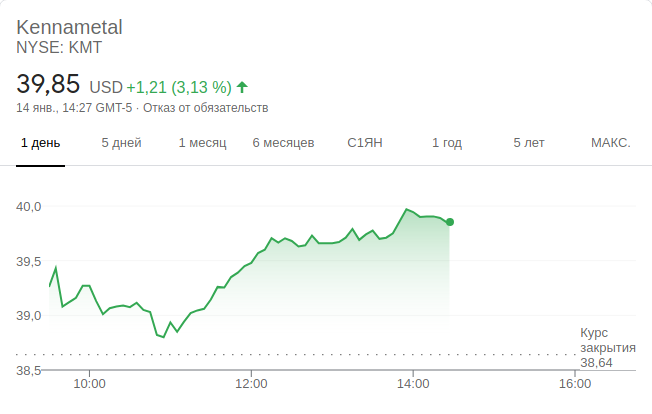 Kennametal
NYSE: KMT
39,85 USD +1,21 (3,13 %)
14 янв., 14:27 GMT-5 · Отказ от обязательств
1 день 5 дней 1 месяц 6 месяцев С1ЯН 1 год 5 лет МАКС.
40,0
39,5
39,0
Курс
закрытия
38,64
38,5
10:00 12:00 14:00 16:00